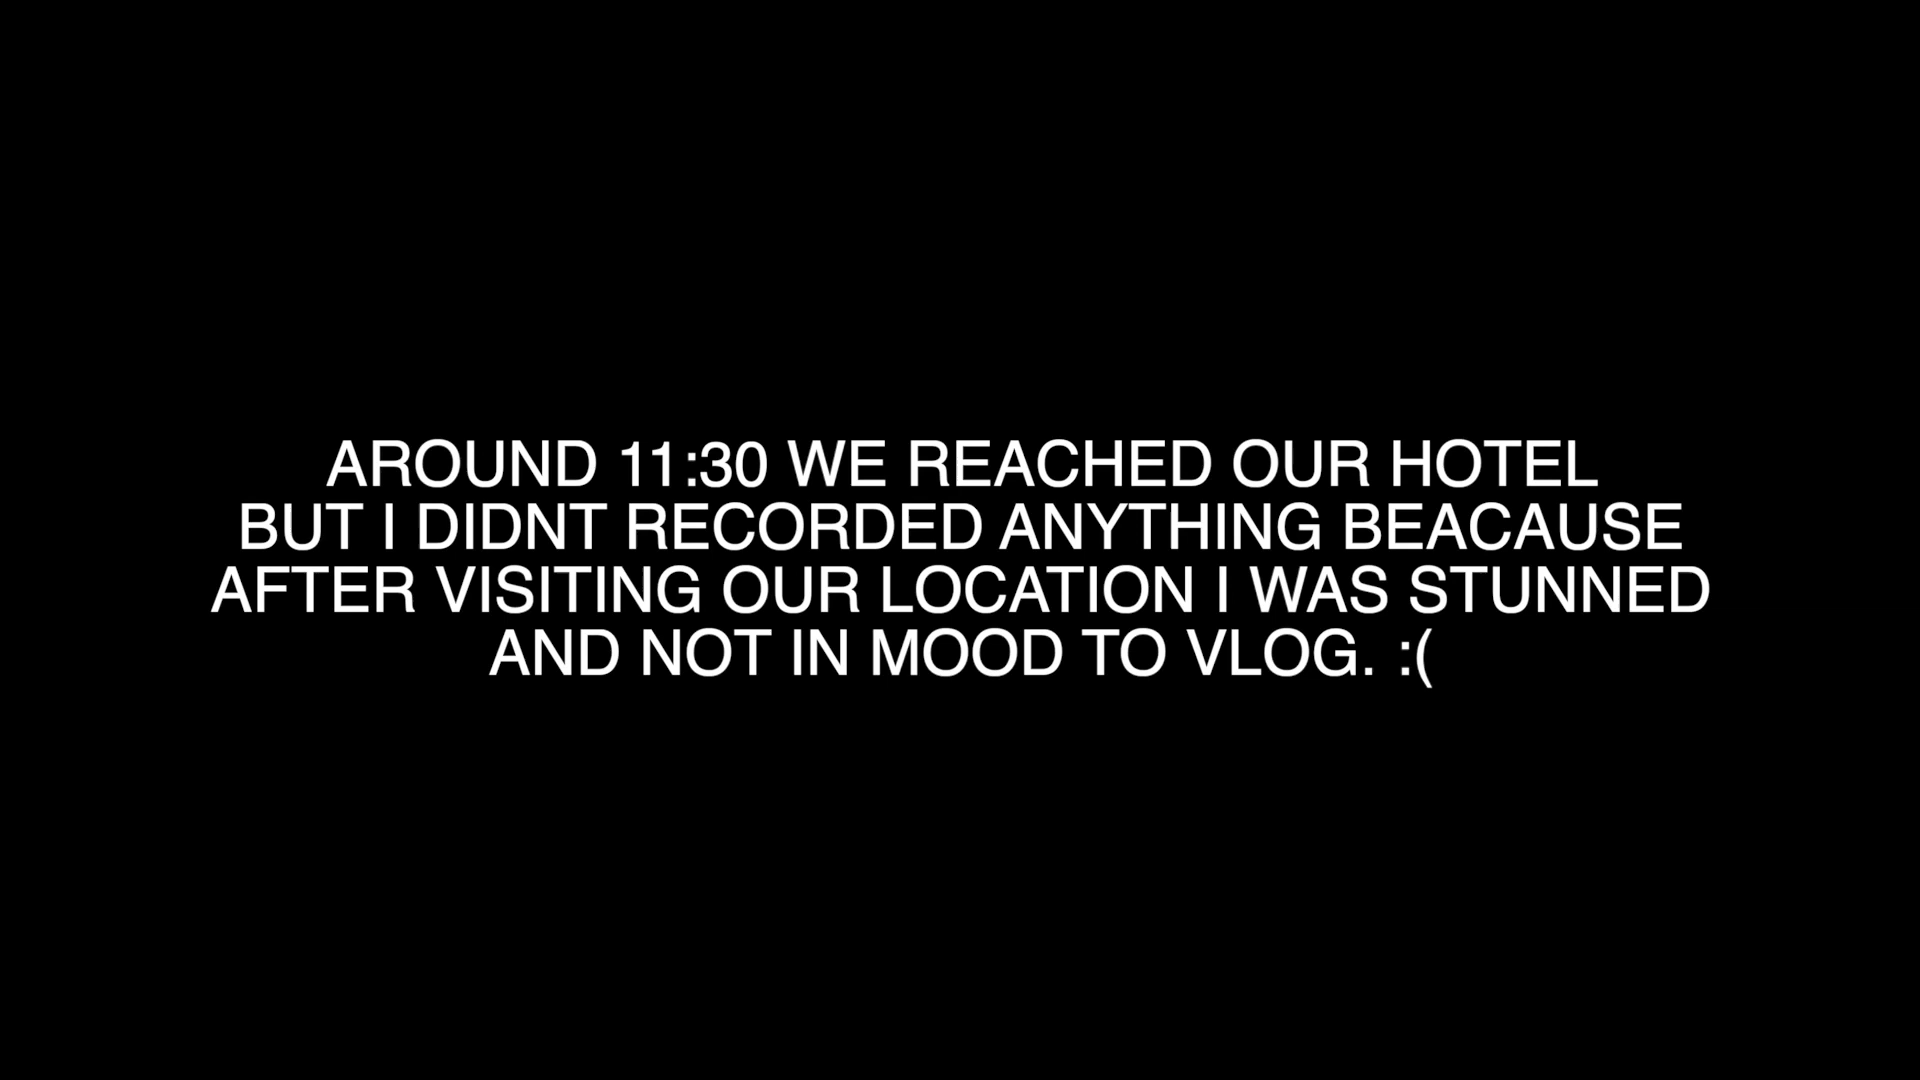 AROUND 11:30 WE REACHED OUR HOTEL
BUT I DIDNT RECORDED ANYTHING BEACAUSE
AFTER VISITING OUR LOCATION I WAS STUNNED
AND NOT IN MOOD TO VLOG. :(